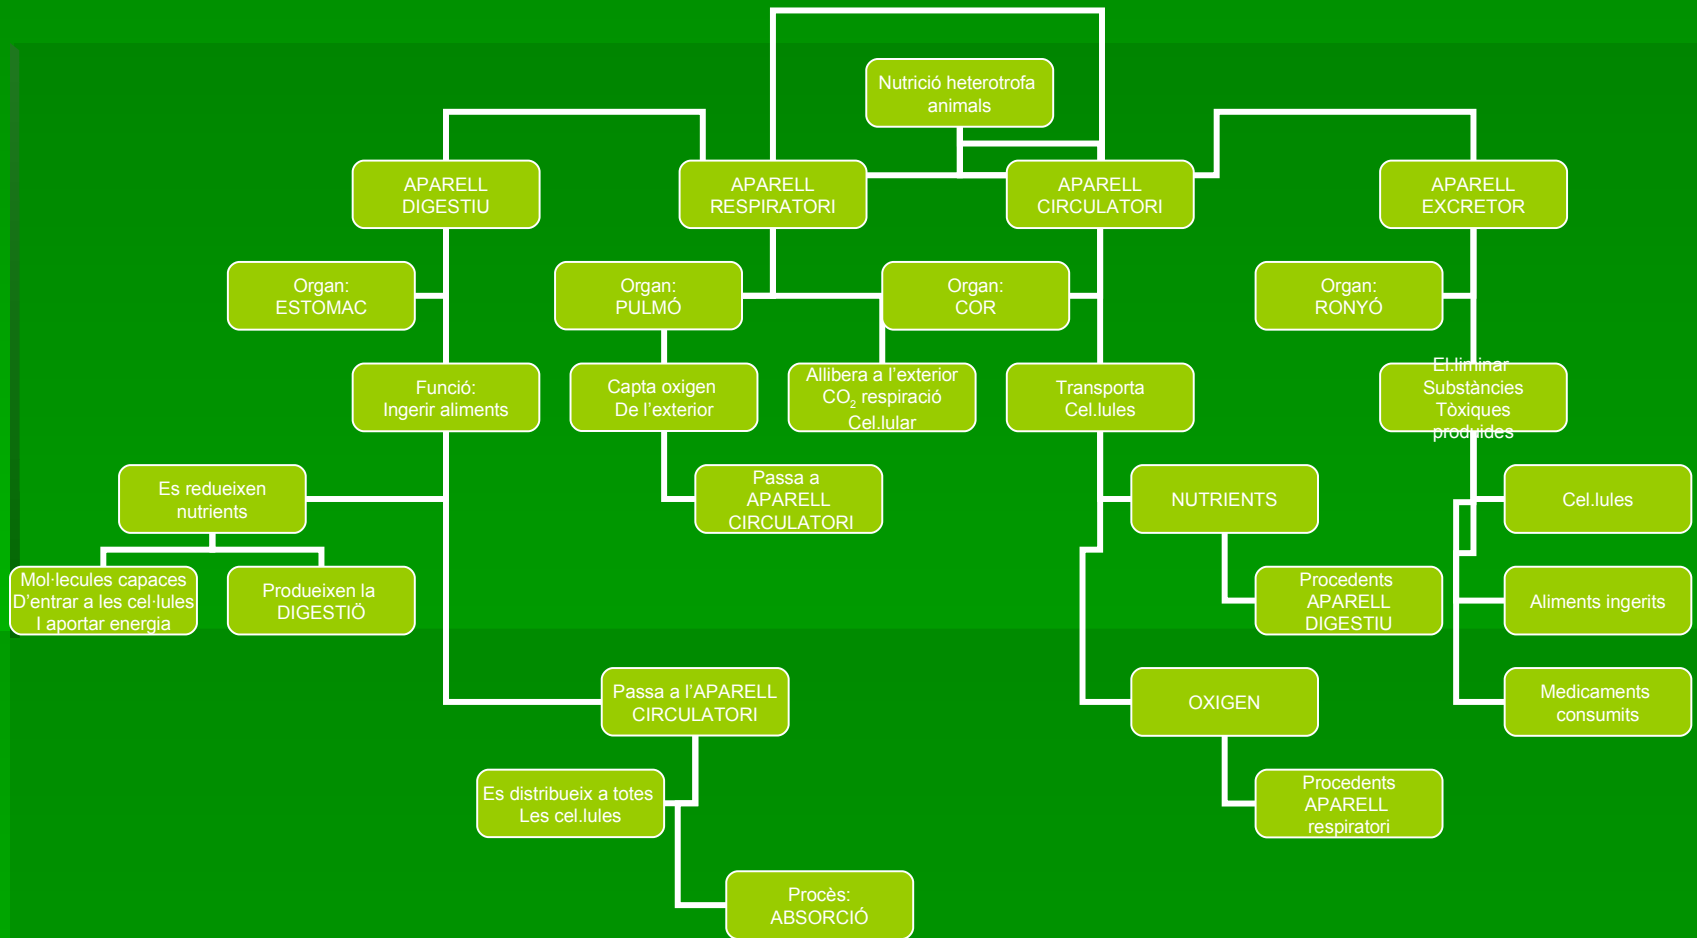 Nutrició heterotrofa
animals
APARELL
DIGESTIU
APARELL
RESPIRATORI
APARELL
CIRCULATORI
APARELL
EXCRETOR
Organ:
ESTOMAC
Organ:
PULMÓ
Organ:
COR
Organ:
RONYÓ
Funció:
Ingerir aliments
Capta oxigen
De l'exterior
Allibera a l'exterior
CO₂ respiració
Cel.lular
Transporta
Cel.lules
El·liminar
Substàncies
Tòxiques
produides
Es redueixen
nutrients
Passa a
APARELL
CIRCULATORI
NUTRIENTS
Cel.lules
Mol·lecules capaces
D'entrar a les cel·lules
I aportar energia
Produeixen la
DIGESTIÖ
Procedents
APARELL
DIGESTIU
Aliments ingerits
Passa a l'APARELL
CIRCULATORI
OXIGEN
Medicaments
consumits
Es distribueix a totes
Les cel.lules
Procedents
APARELL
respiratori
Procès:
ABSORCIÓ